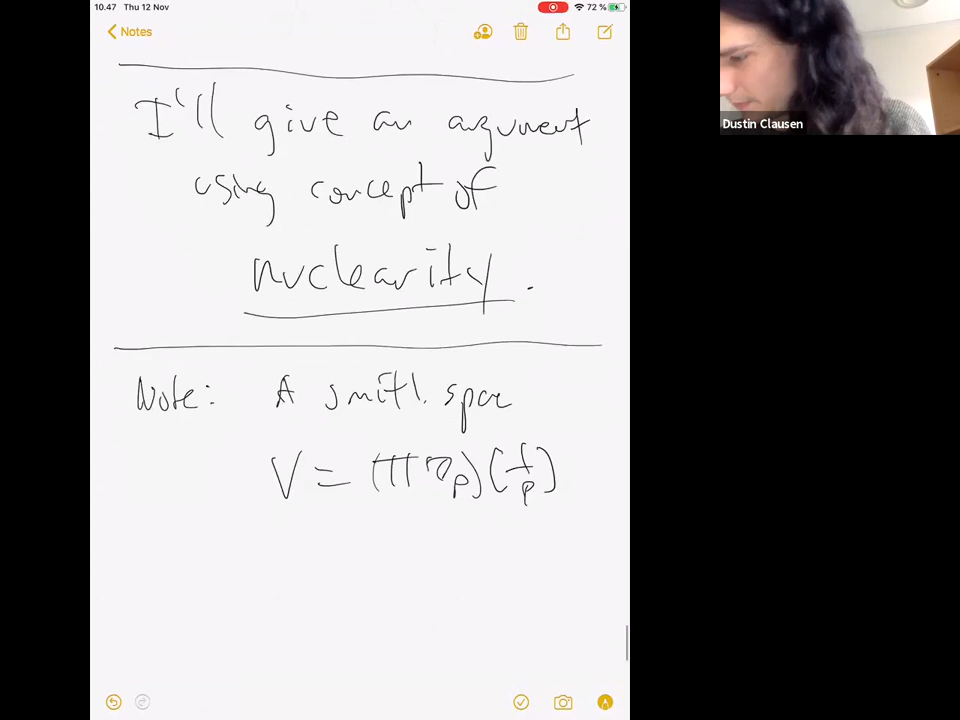 10.47 Thu 12 Nov
72 %
Notes
I'll give an argument
using concept of
nuclearity.
Note: A smith space
V = (∏ ℤ_p)[1/p]
Dustin Clausen